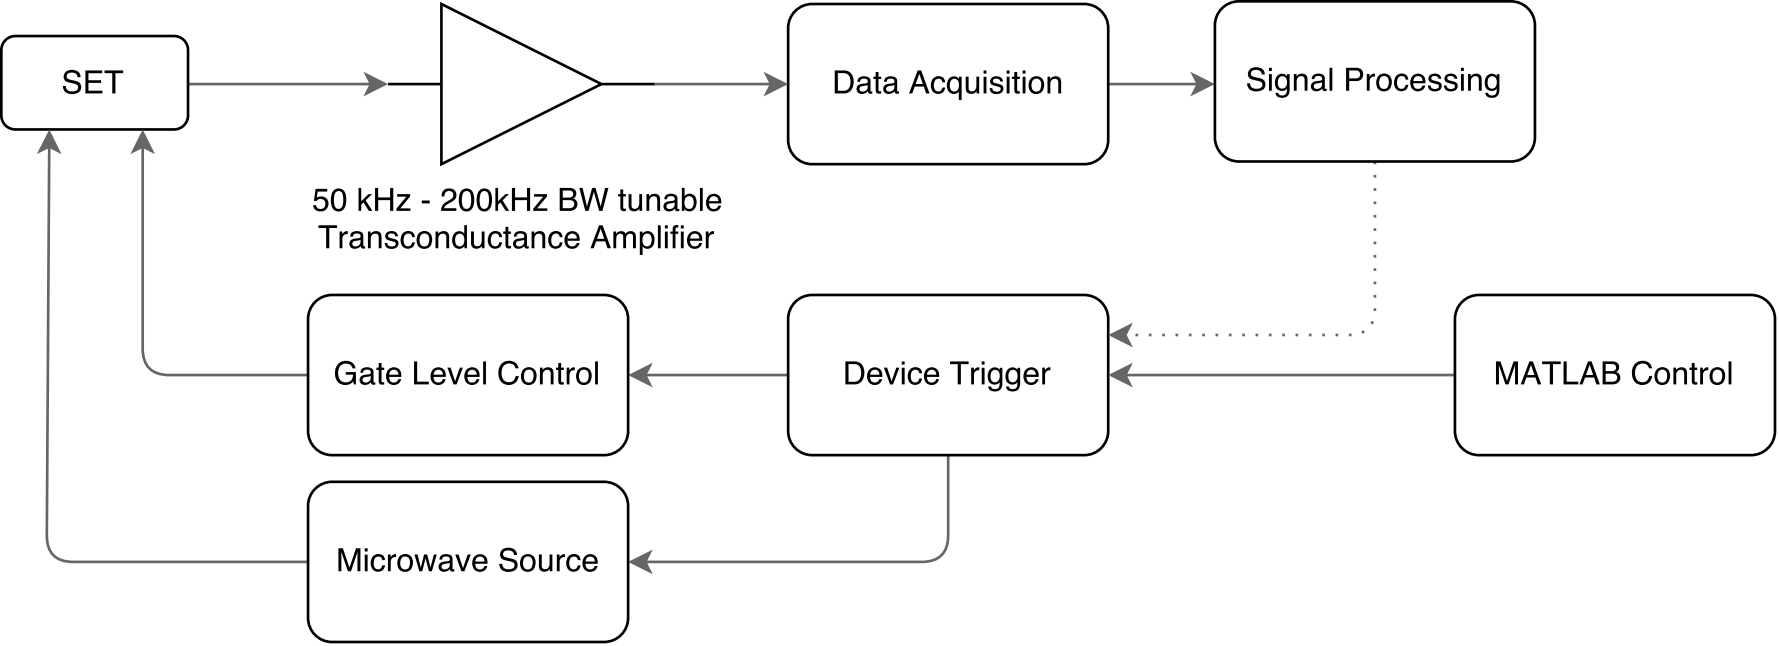 SET
Data Acquisition
Signal Processing
50 kHz - 200kHz BW tunable
Transconductance Amplifier
Gate Level Control
Device Trigger
MATLAB Control
Microwave Source